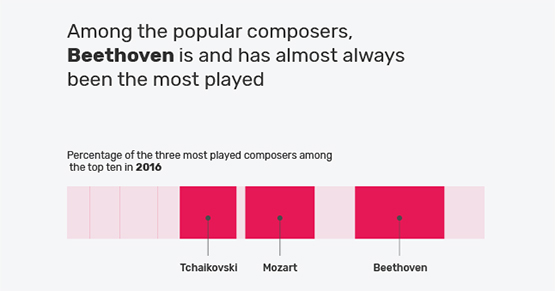 Among the popular composers,
Beethoven is and has almost always
been the most played
Percentage of the three most played composers among
the top ten in 2016
Tchaikovski Mozart Beethoven